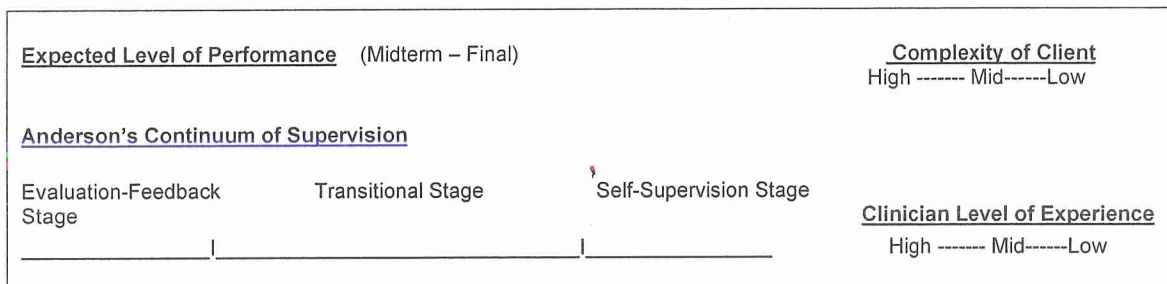 Expected Level of Performance (Midterm – Final)
Complexity of Client
High ------- Mid------Low
Anderson's Continuum of Supervision
Evaluation-Feedback Stage
Transitional Stage
Self-Supervision Stage
Clinician Level of Experience
High ------- Mid------Low